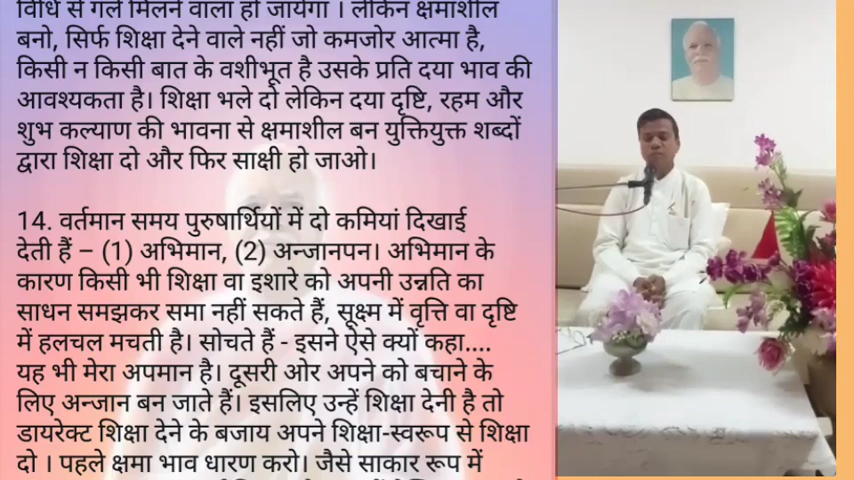 विधि से गले मिलने वाला हो जायेगा । लेकिन क्षमाशील
बनो, सिर्फ शिक्षा देने वाले नहीं जो कमजोर आत्मा है,
किसी न किसी बात के वशीभूत है उसके प्रति दया भाव की
आवश्यकता है। शिक्षा भले दो लेकिन दया दृष्टि, रहम और
शुभ कल्याण की भावना से क्षमाशील बन युक्तियुक्त शब्दों
द्वारा शिक्षा दो और फिर साक्षी हो जाओ।
14. वर्तमान समय पुरुषार्थियों में दो कमियां दिखाई
देती हैं – (1) अभिमान, (2) अन्जानपन। अभिमान के
कारण किसी भी शिक्षा वा इशारे को अपनी उन्नति का
साधन समझकर समा नहीं सकते हैं, सूक्ष्म में वृत्ति वा दृष्टि
में हलचल मचती है। सोचते हैं - इसने ऐसे क्यों कहा....
यह भी मेरा अपमान है। दूसरी ओर अपने को बचाने के
लिए अन्जान बन जाते हैं। इसलिए उन्हें शिक्षा देनी है तो
डायरेक्ट शिक्षा देने के बजाय अपने शिक्षा-स्वरूप से शिक्षा
दो । पहले क्षमा भाव धारण करो। जैसे साकार रूप में